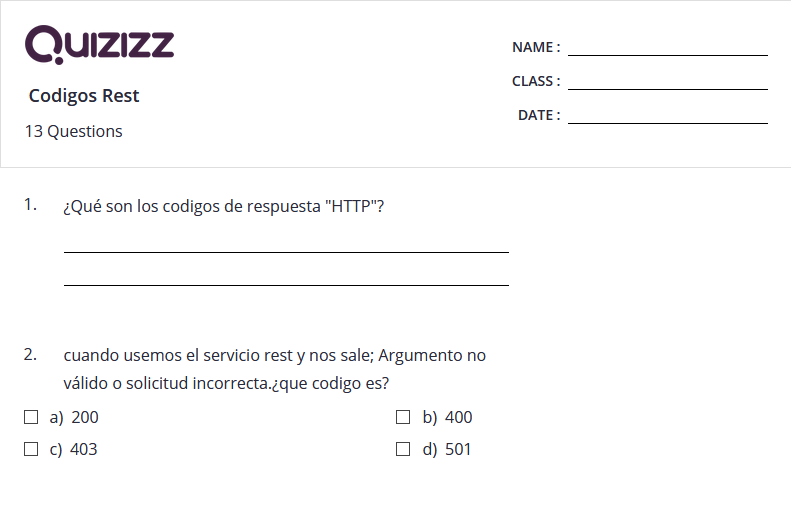 Quizizz
NAME :
CLASS :
DATE :
Codigos Rest
13 Questions
1. ¿Qué son los codigos de respuesta "HTTP"?
2. cuando usemos el servicio rest y nos sale; Argumento no
válido o solicitud incorrecta.¿que codigo es?
a) 200 b) 400
c) 403 d) 501